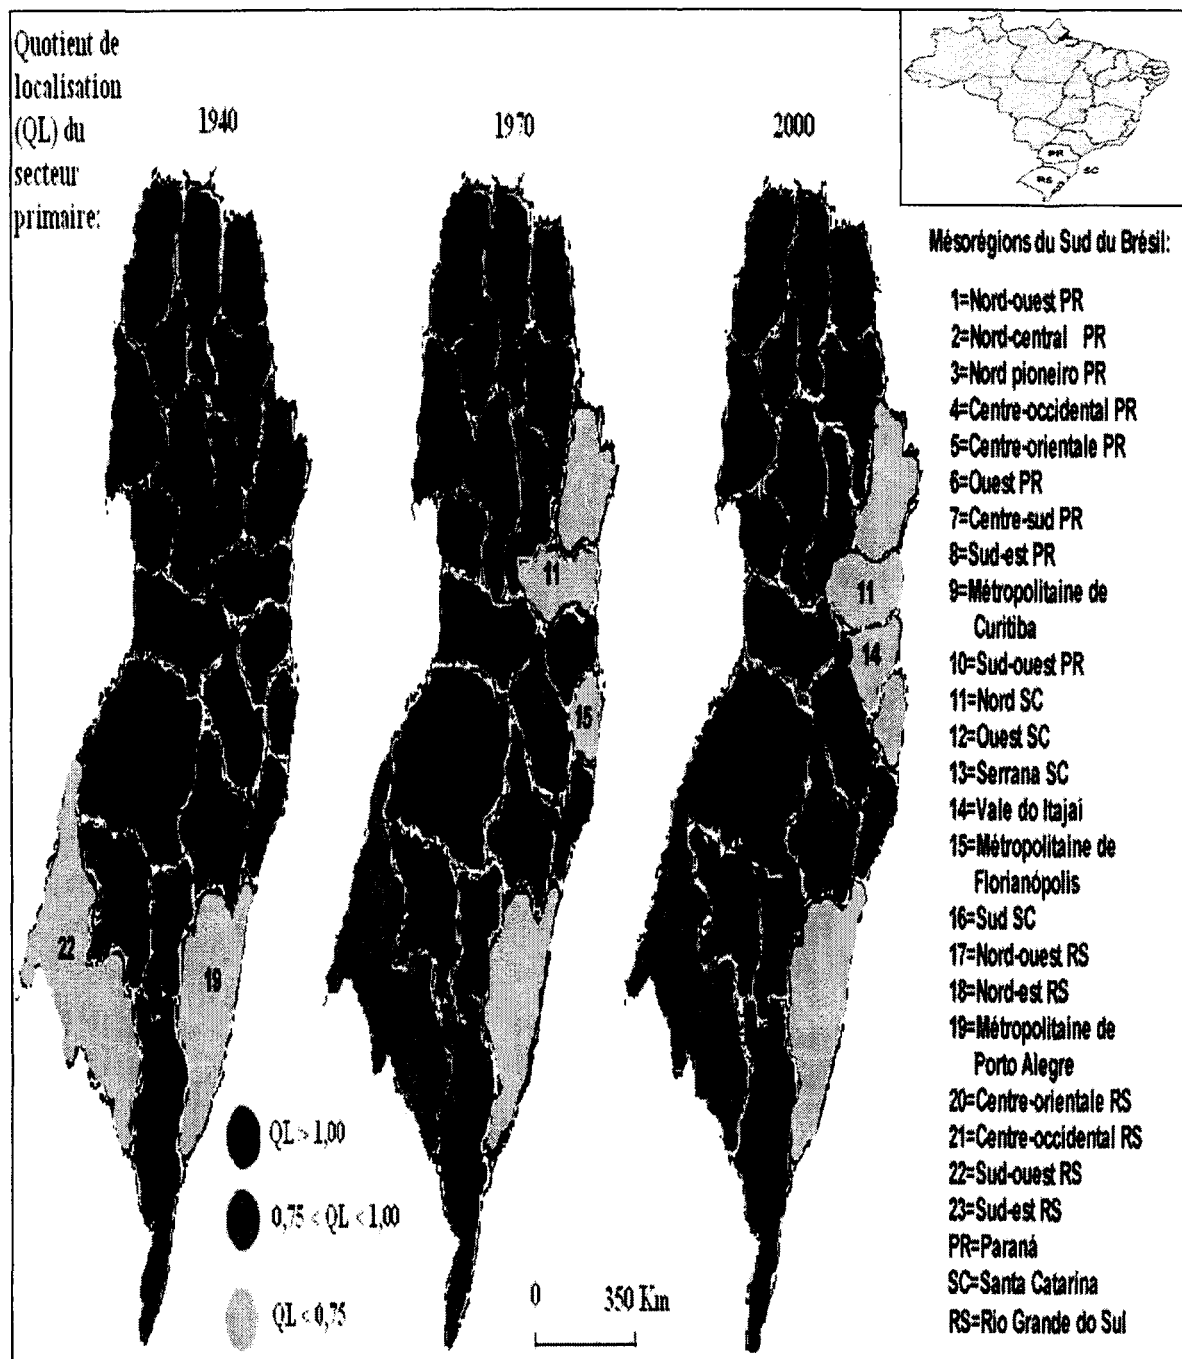 Quotient de
localisation
(QL) du
secteur
primaire:
1940
1970
2000
PR
SC
RS
Mésorégions du Sud du Brésil:
1=Nord-ouest PR
2=Nord-central PR
3=Nord pioneiro PR
4=Centre-occidental PR
5=Centre-orientale PR
6=Ouest PR
7=Centre-sud PR
8=Sud-est PR
9=Métropolitaine de
Curitiba
10=Sud-ouest PR
11=Nord SC
12=Ouest SC
13=Serrana SC
14=Vale do Itajaí
15=Métropolitaine de
Florianópolis
16=Sud SC
17=Nord-ouest RS
18=Nord-est RS
19=Métropolitaine de
Porto Alegre
20=Centre-orientale RS
21=Centre-occidental RS
22=Sud-ouest RS
23=Sud-est RS
PR=Paraná
SC=Santa Catarina
RS=Rio Grande do Sul
11
11
14
15
22
19
QL > 1,00
0,75 < QL < 1,00
QL < 0,75
0 350 Km